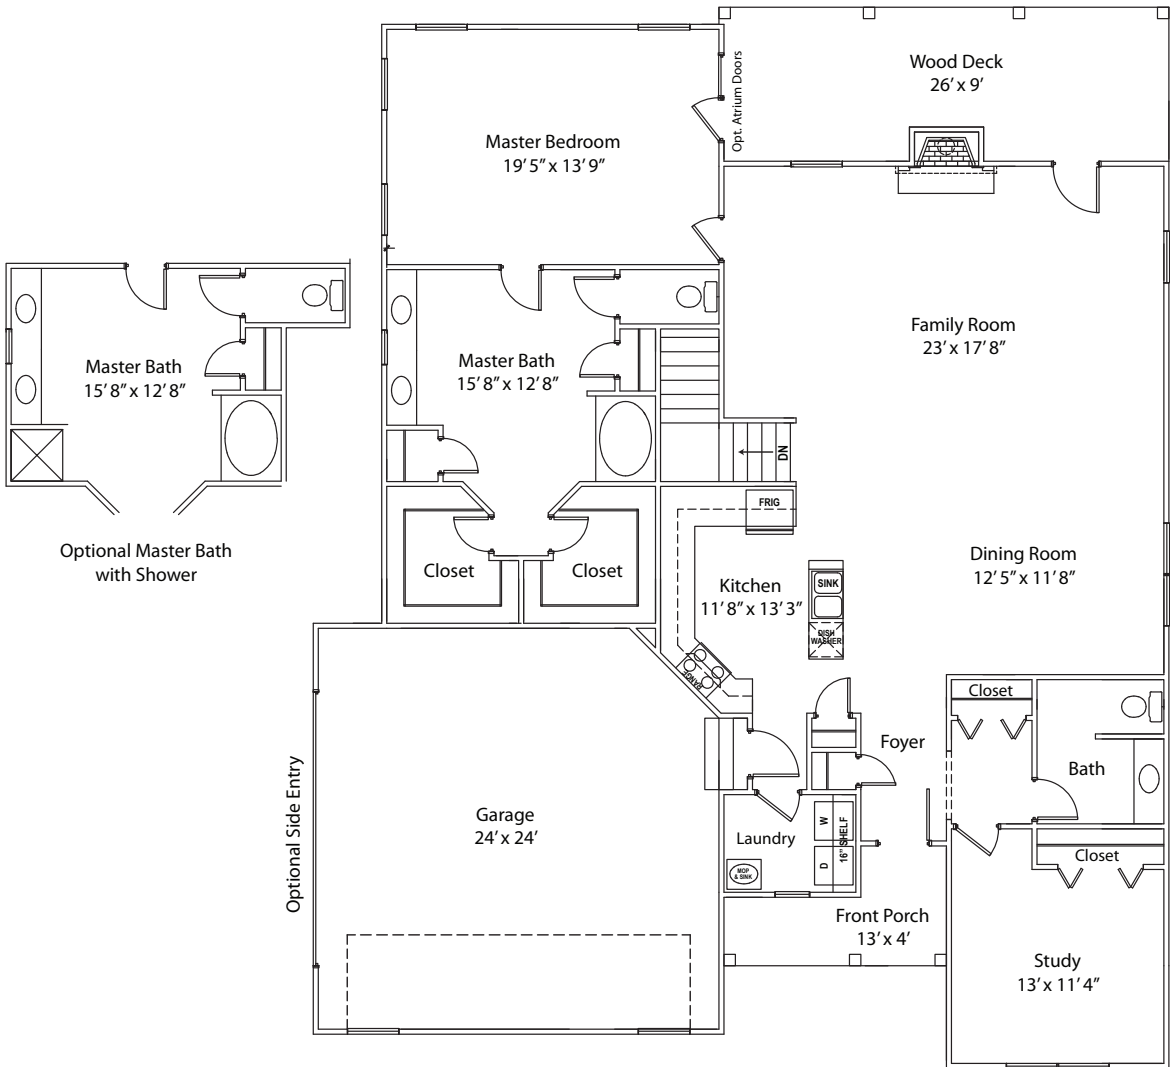 Wood Deck
26’ x 9’
Opt. Atrium Doors
Master Bedroom
19’ 5” x 13’ 9”
Family Room
23’ x 17’ 8”
Master Bath
15’ 8” x 12’ 8”
Master Bath
15’ 8” x 12’ 8”
DN
FRIG
Optional Master Bath
with Shower
Closet
Closet
Kitchen
11’ 8” x 13’ 3”
SINK
DISH
WASHER
RANGE
Dining Room
12’ 5” x 11’ 8”
Closet
Foyer
Bath
Optional Side Entry
Garage
24’ x 24’
Laundry
W
D
16” SHELF
MOP
& SINK
Closet
Front Porch
13’ x 4’
Study
13’ x 11’ 4”